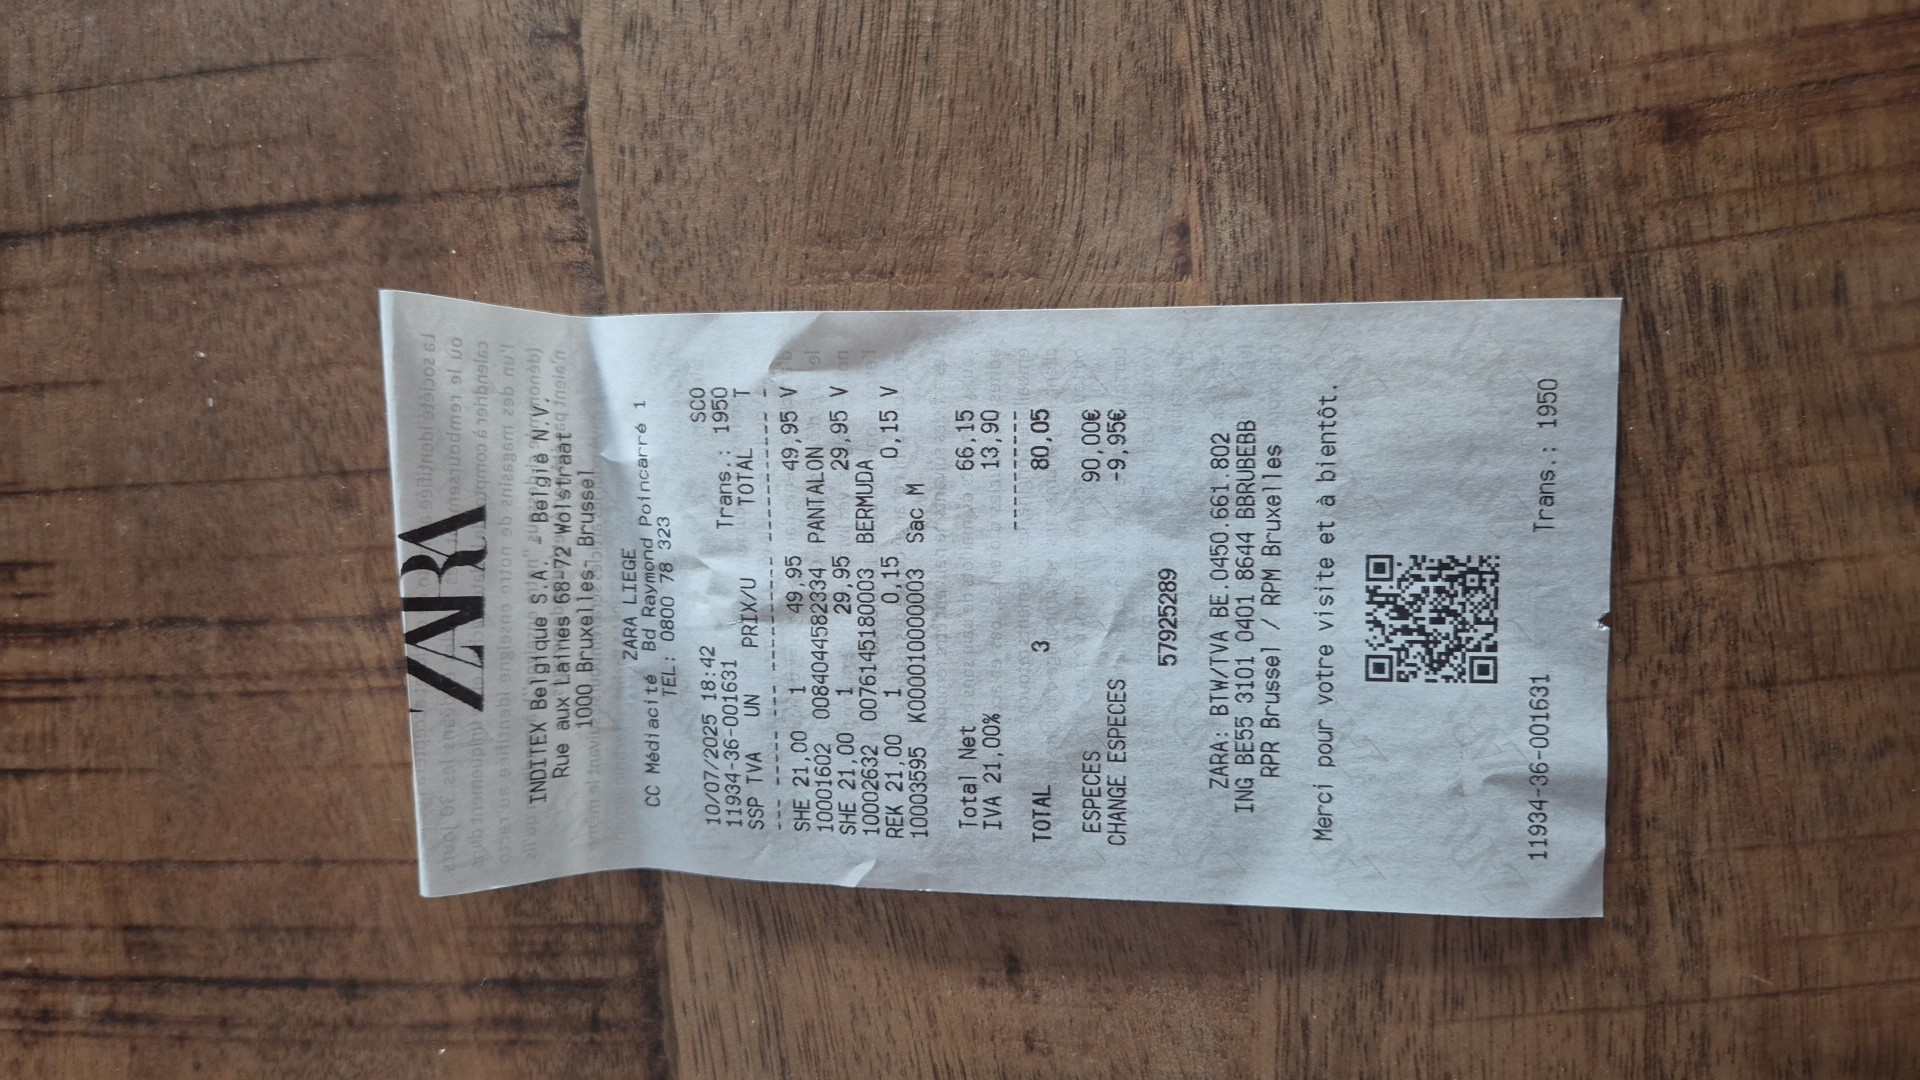 ZARA
INDITEX Belgique S.A. - België N.V.
Rue aux Laines 68-72 Wolstraat
1000 Bruxelles- Brussel
ZARA LIEGE
CC Médiacité Bd Raymond Poincarré 1
TEL: 0800 78 323
10/07/2025 18:42 SCO
11934-36-001631 Trans.: 1950
SSP TVA UN PRIX/U TOTAL T
SHE 21,00 1 49,95 49,95 V
10001602 00840445823​34 PANTALON
SHE 21,00 1 29,95 29,95 V
10002632 00761451800​03 BERMUDA
REK 21,00 1 0,15 0,15 V
10003595 K000010000003 Sac M
Total Net 66,15
IVA 21,00% 13,90
TOTAL 3 80,05
ESPECES 90,00€
CHANGE ESPECES -9,95€
57925289
ZARA: BTW/TVA BE.0450.661.802
ING BE55 3101 0401 8644 BBRUBEBB
RPR Brussel / RPM Bruxelles
Merci pour votre visite et à bientôt.
11934-36-001631 Trans.: 1950